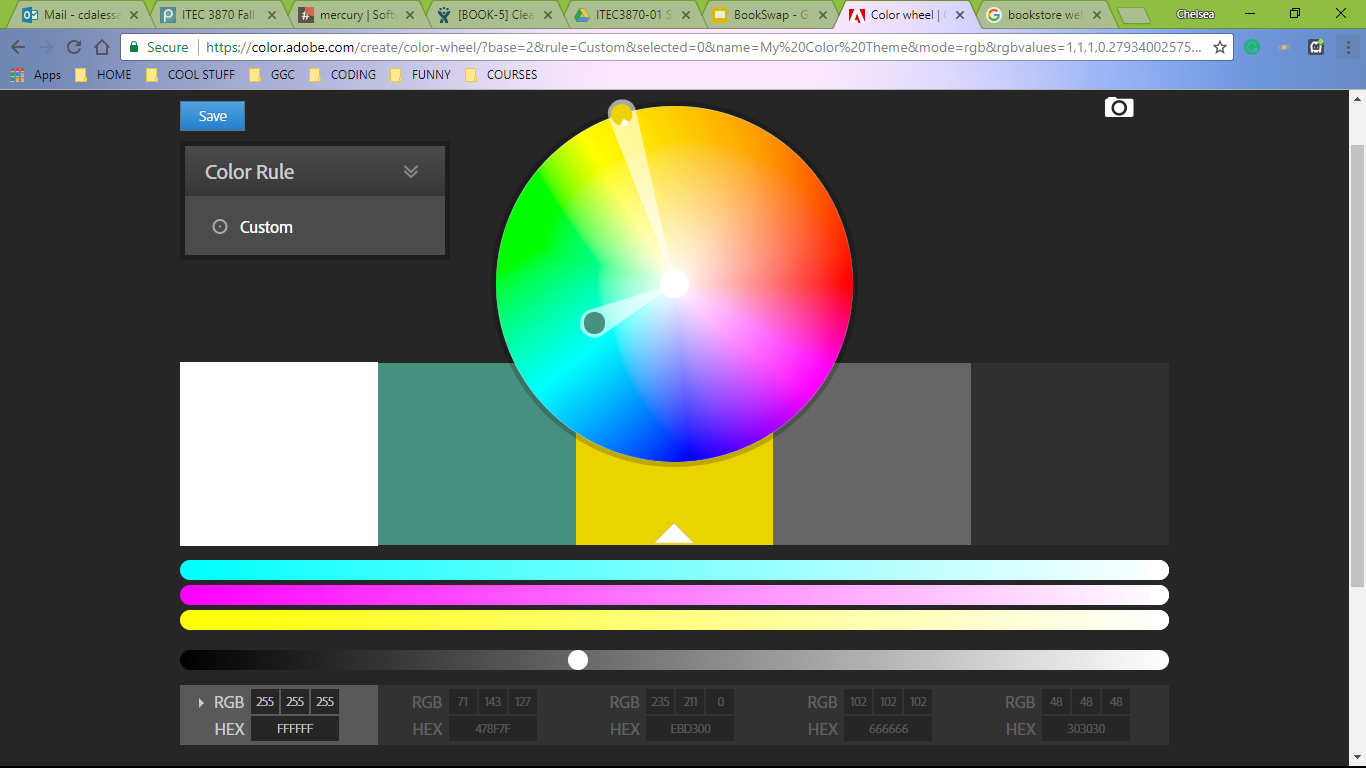 Mail - cdalessa
ITEC 3870 Fall
mercury | Soft
[BOOK-5] Clea
ITEC3870-01 S
BookSwap - G
Color wheel | C
bookstore wel
Chelsea
Secure
https://color.adobe.com/create/color-wheel/?base=2&rule=Custom&selected=0&name=My%20Color%20Theme&mode=rgb&rgbvalues=1,1,1,0.27934002575...
Apps HOME COOL STUFF GGC CODING FUNNY COURSES
Save
Color Rule
Custom
RGB 255 255 255 RGB 71 143 127 RGB 235 211 0 RGB 102 102 102 RGB 48 48 48
HEX FFFFFF HEX 478F7F HEX EBD300 HEX 666666 HEX 303030